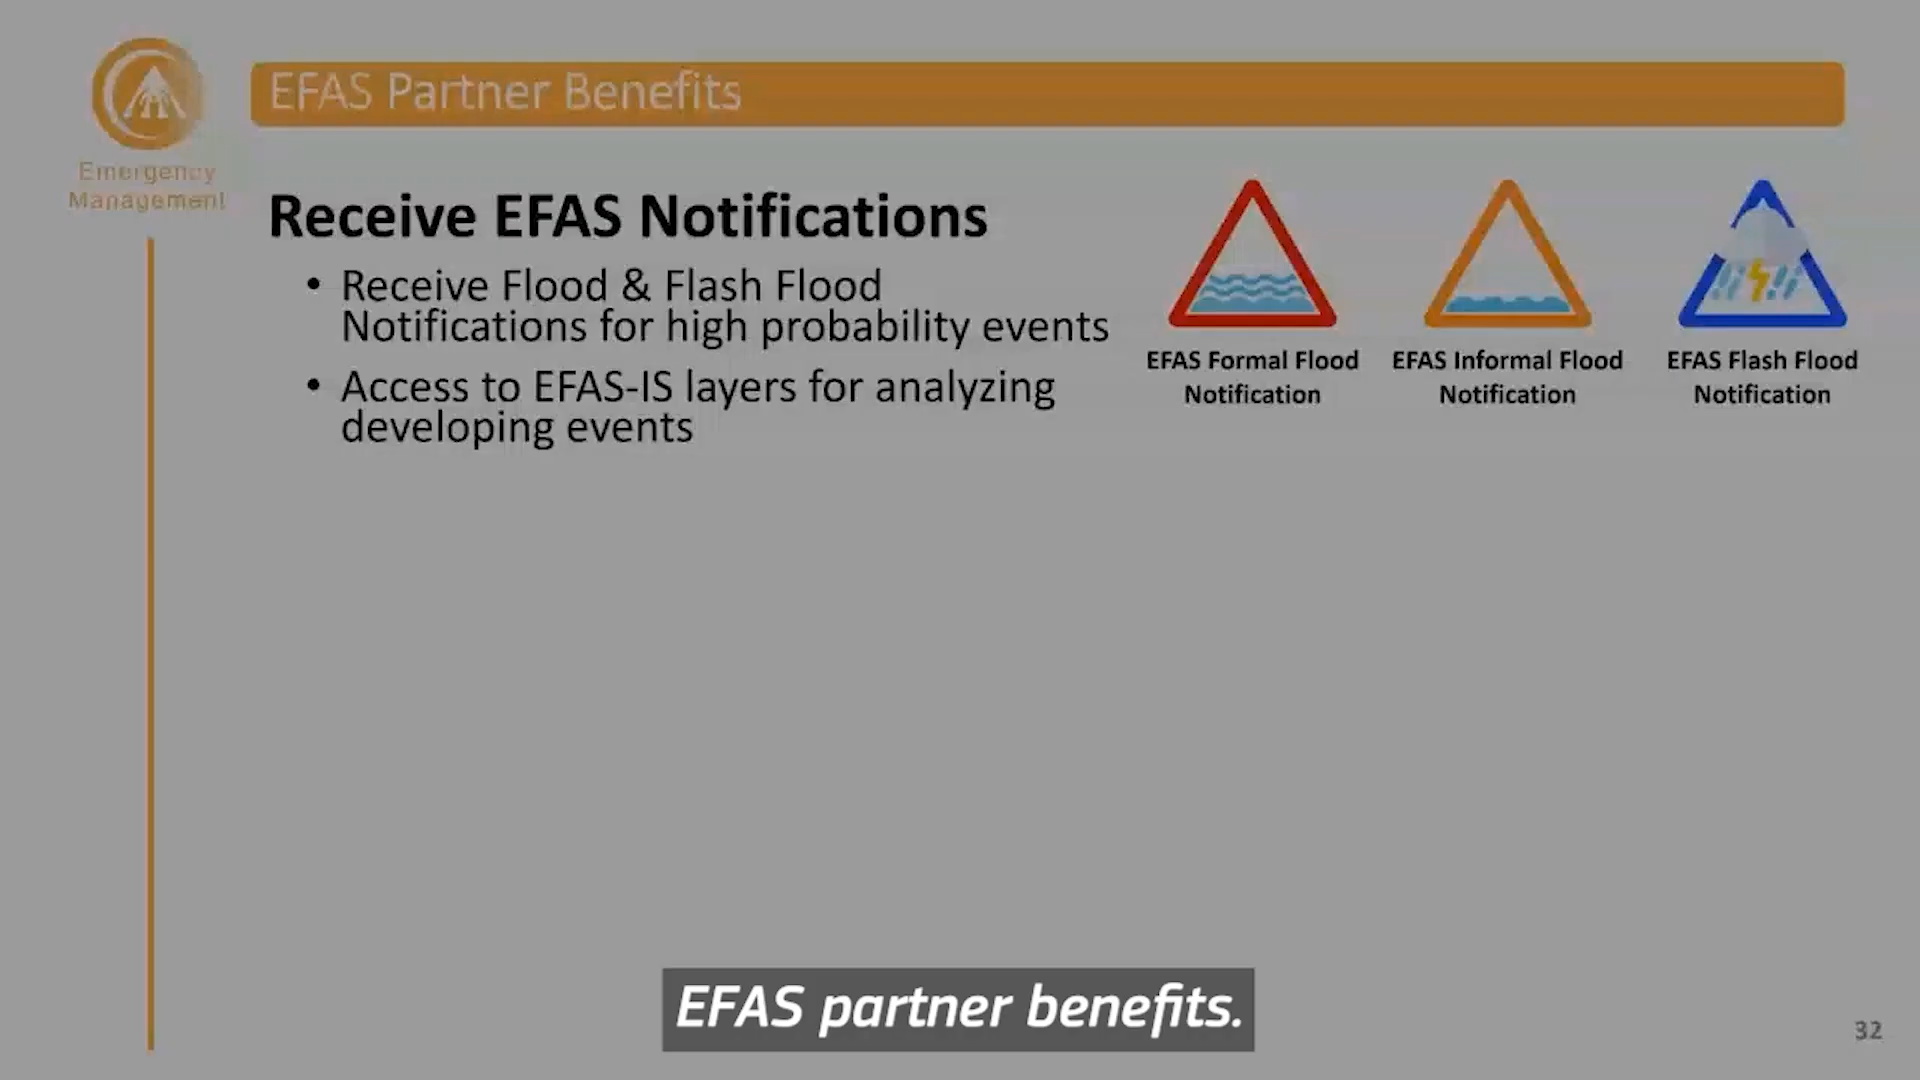 EFAS Partner Benefits
Emergency
Management
Receive EFAS Notifications
• Receive Flood & Flash Flood
Notifications for high probability events
• Access to EFAS-IS layers for analyzing
developing events
EFAS Formal Flood
Notification
EFAS Informal Flood
Notification
EFAS Flash Flood
Notification
EFAS partner benefits.
32